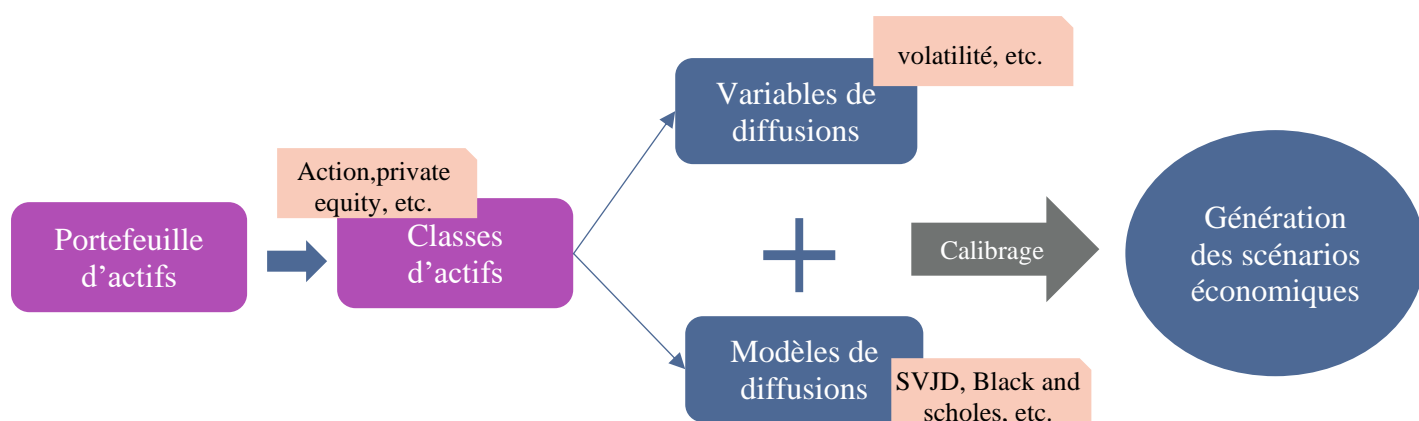 Portefeuille
d’actifs
Action,private
equity, etc.
Classes
d’actifs
volatilité, etc.
Variables de
diffusions
Modèles de
diffusions
SVJD, Black and
scholes, etc.
Calibrage
Génération
des scénarios
économiques